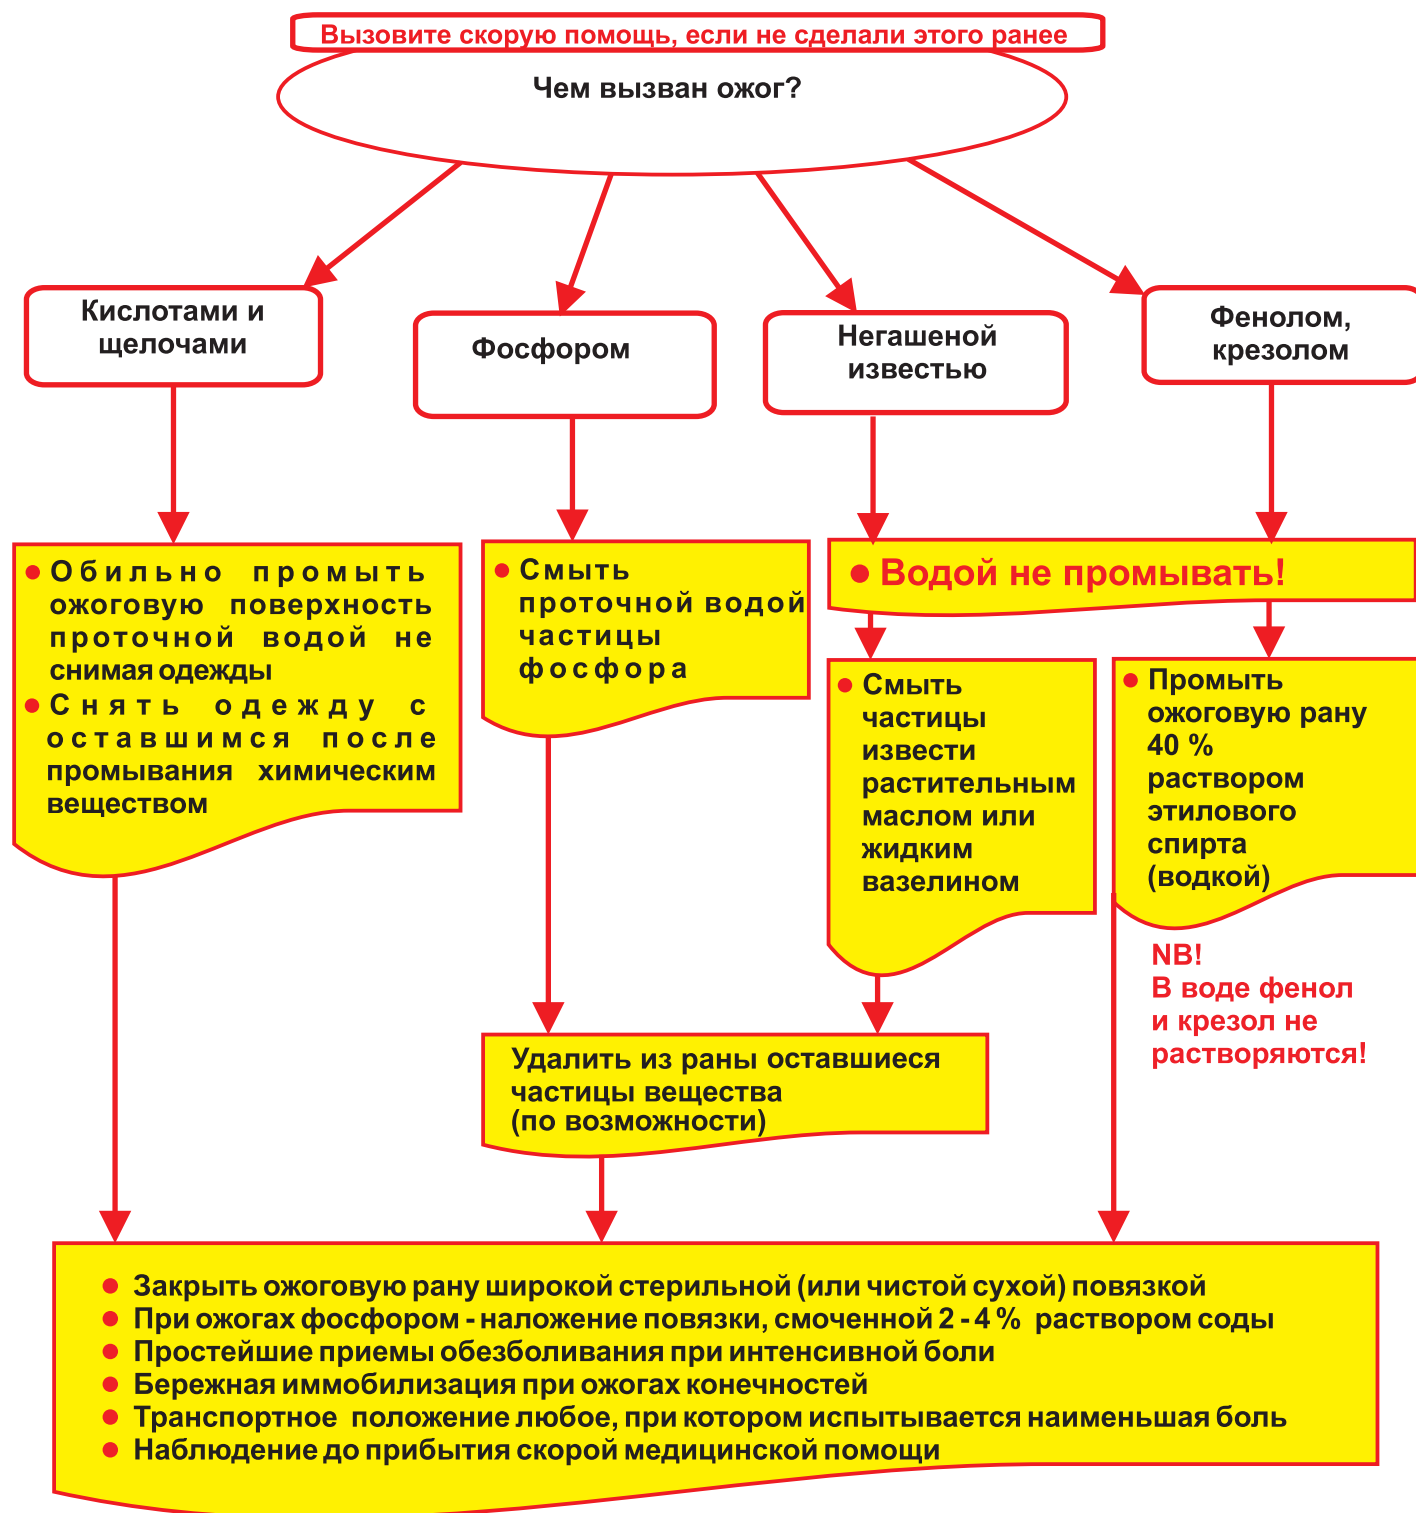 Вызовите скорую помощь, если не сделали этого ранее
Чем вызван ожог?
Кислотами и
щелочами
Фосфором
Негашеной
известью
Фенолом,
крезолом
● Обильно промыть
ожоговую поверхность
проточной водой не
снимая одежды
● Снять одежду с
оставшимся после
промывания химическим
веществом
● Смыть
проточной водой
частицы
фосфора
● Водой не промывать!
● Смыть
частицы
извести
растительным
маслом или
жидким
вазелином
● Промыть
ожоговую рану
40 %
раствором
этилового
спирта
(водкой)
NB!
В воде фенол
и крезол не
растворяются!
Удалить из раны оставшиеся
частицы вещества
(по возможности)
● Закрыть ожоговую рану широкой стерильной (или чистой сухой) повязкой
● При ожогах фосфором - наложение повязки, смоченной 2 - 4 % раствором соды
● Простейшие приемы обезболивания при интенсивной боли
● Бережная иммобилизация при ожогах конечностей
● Транспортное положение любое, при котором испытывается наименьшая боль
● Наблюдение до прибытия скорой медицинской помощи